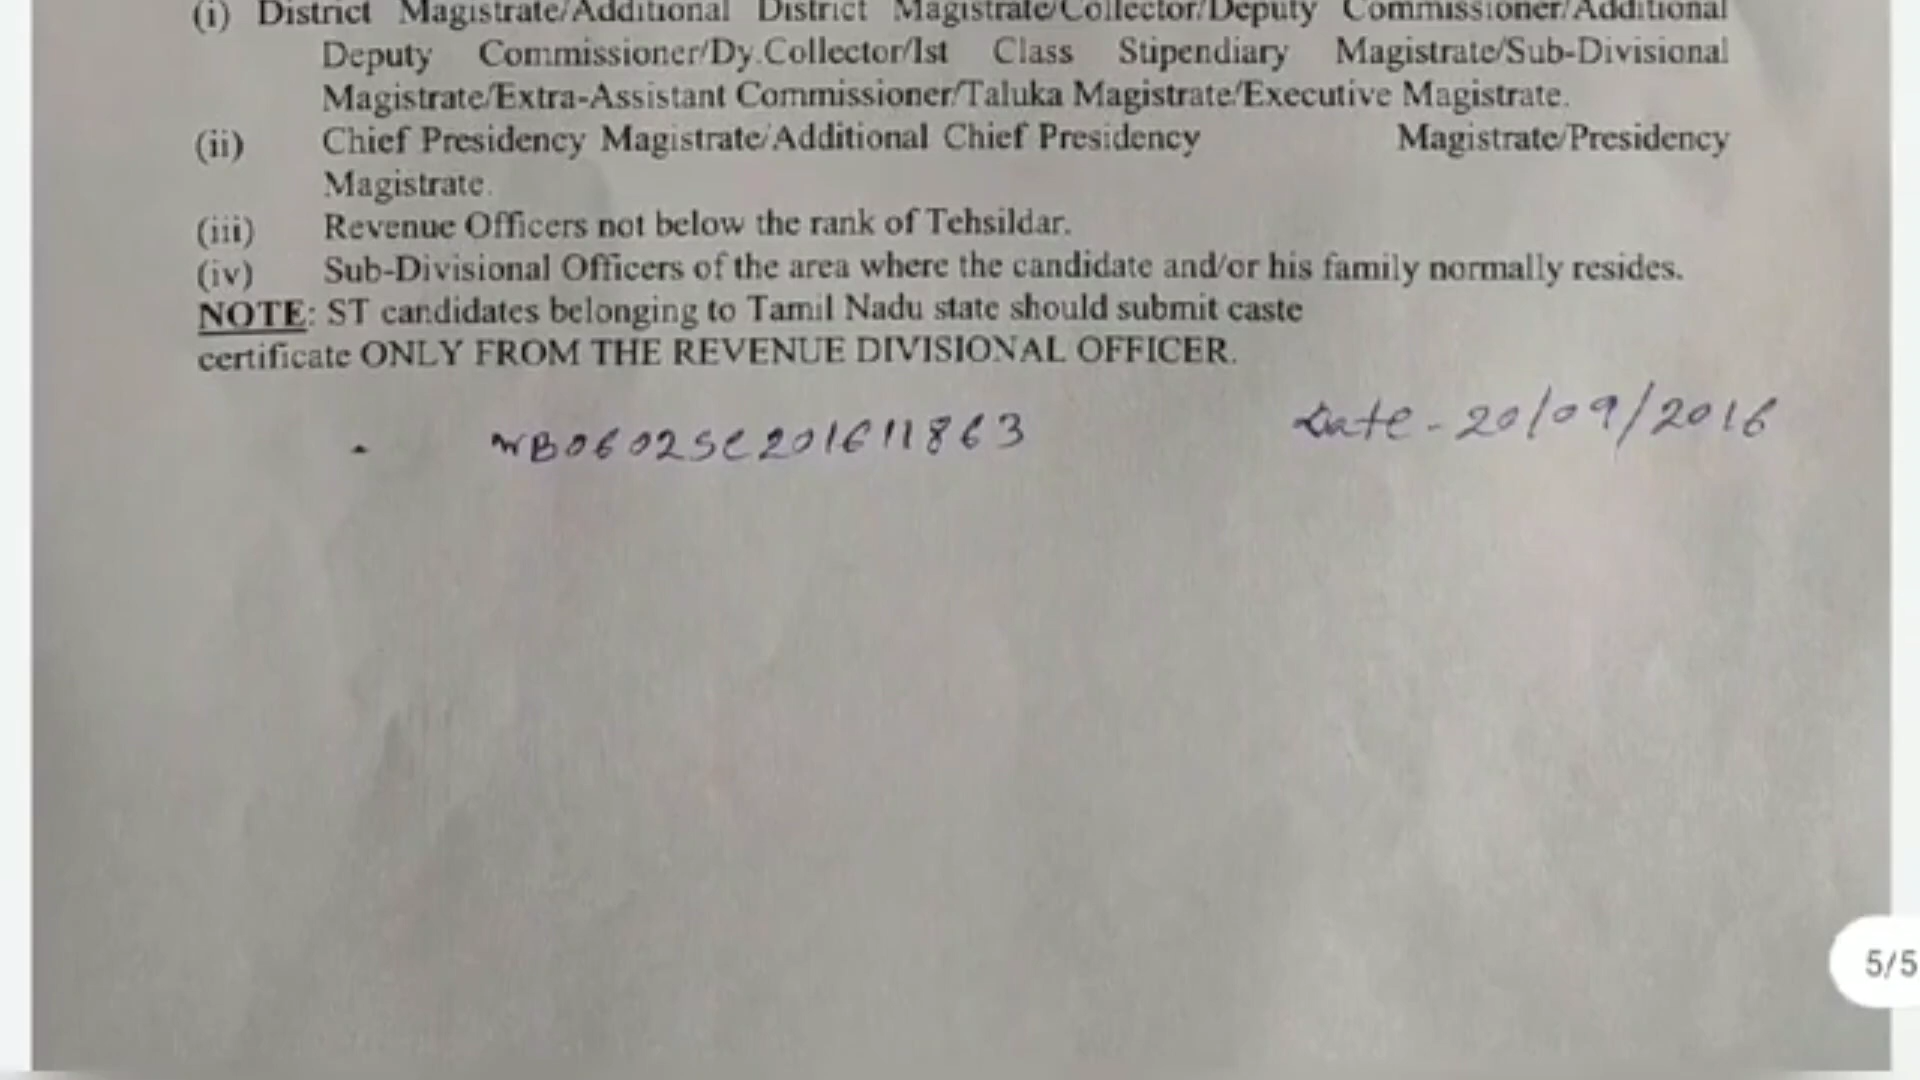 (i) District Magistrate/Additional District Magistrate/Collector/Deputy Commissioner/Additional
Deputy Commissioner/Dy.Collector/Ist Class Stipendiary Magistrate/Sub-Divisional
Magistrate/Extra-Assistant Commissioner/Taluka Magistrate/Executive Magistrate.
(ii) Chief Presidency Magistrate/Additional Chief Presidency Magistrate/Presidency
Magistrate.
(iii) Revenue Officers not below the rank of Tehsildar.
(iv) Sub-Divisional Officers of the area where the candidate and/or his family normally resides.
NOTE: ST candidates belonging to Tamil Nadu state should submit caste
certificate ONLY FROM THE REVENUE DIVISIONAL OFFICER.
WB0602SC201611863 Date - 20/09/2016
5/5